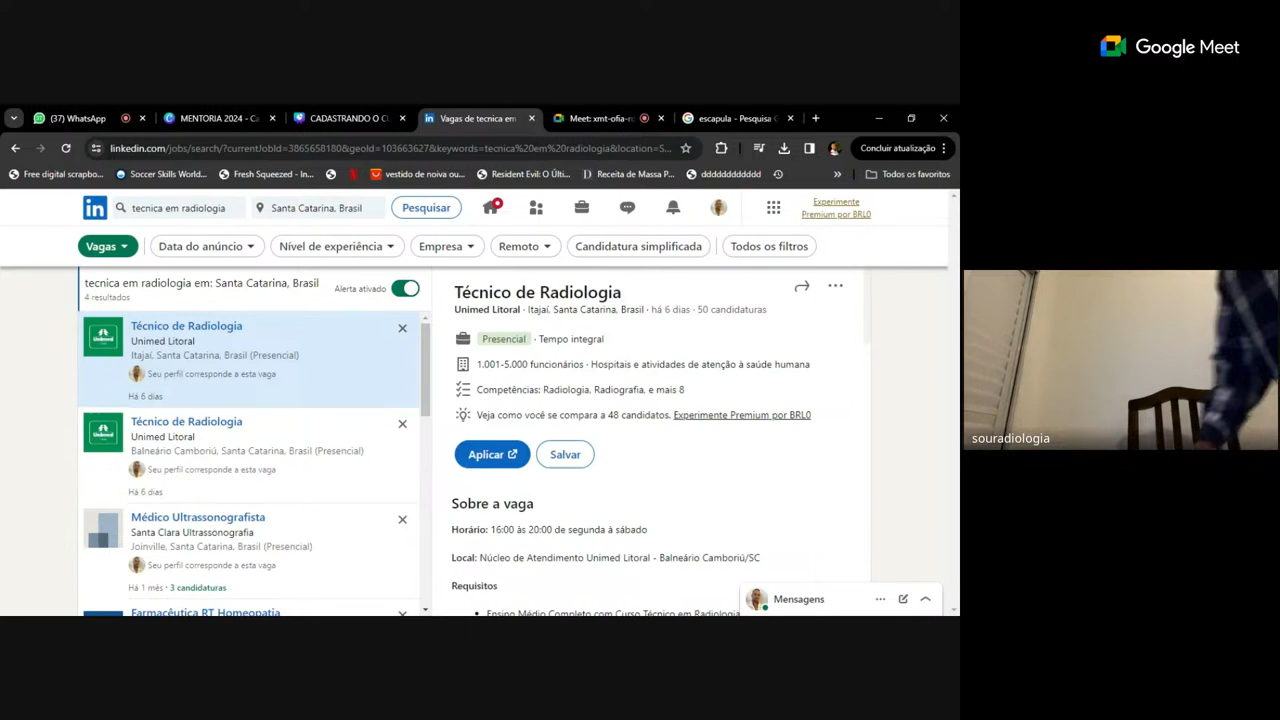 Google Meet
(37) WhatsApp
MENTORIA 2024 - Ca
CADASTRANDO O C
Vagas de tecnica em
Meet: xmt-ofia-r
escapula - Pesquisa G
linkedin.com/jobs/search/?currentJobId=3865658180&geoId=103663627&keywords=tecnica%20em%20radiologia&location=S...
Concluir atualização
Free digital scrapbo...
Soccer Skills World...
Fresh Squeezed - In...
vestido de noiva ou...
Resident Evil: O Últi...
Receita de Massa P...
dddddddddddd
»
Todos os favoritos
in
tecnica em radiologia
Santa Catarina, Brasil
Pesquisar
Experimente
Premium por BRL0
Vagas
Data do anúncio
Nível de experiência
Empresa
Remoto
Candidatura simplificada
Todos os filtros
tecnica em radiologia em: Santa Catarina, Brasil
4 resultados
Alerta ativado
Técnico de Radiologia
Unimed Litoral
Itajaí, Santa Catarina, Brasil (Presencial)
Seu perfil corresponde a esta vaga
Há 6 dias
Técnico de Radiologia
Unimed Litoral
Balneário Camboriú, Santa Catarina, Brasil (Presencial)
Seu perfil corresponde a esta vaga
Há 6 dias
Médico Ultrassonografista
Santa Clara Ultrassonografia
Joinville, Santa Catarina, Brasil (Presencial)
Seu perfil corresponde a esta vaga
Há 1 mês · 3 candidaturas
Farmacêutica RT Homeopatia
Técnico de Radiologia
Unimed Litoral · Itajaí, Santa Catarina, Brasil · há 6 dias · 50 candidaturas
Presencial · Tempo integral
1.001-5.000 funcionários · Hospitais e atividades de atenção à saúde humana
Competências: Radiologia, Radiografia, e mais 8
Veja como você se compara a 48 candidatos. Experimente Premium por BRL0
Aplicar
Salvar
Sobre a vaga
Horário: 16:00 às 20:00 de segunda à sábado
Local: Núcleo de Atendimento Unimed Litoral - Balneário Camboriú/SC
Requisitos
• Ensino Médio Completo com Curso Técnico em Radiologia
Mensagens
souradiologia